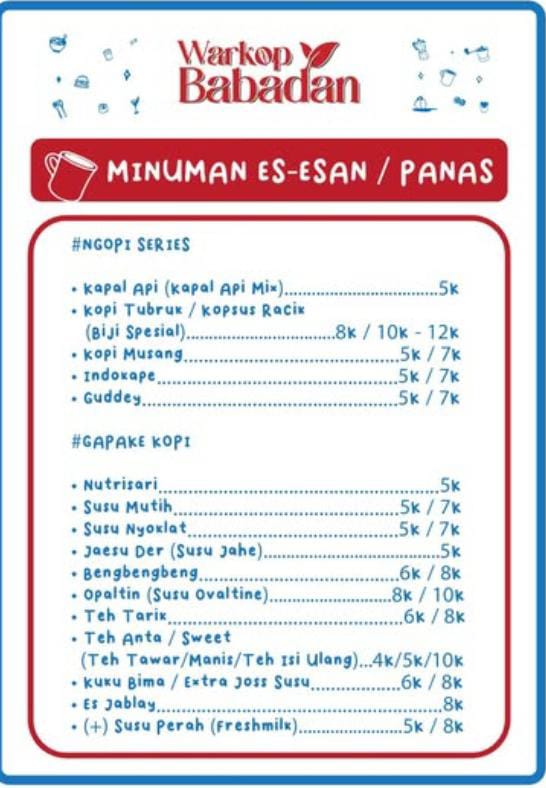 Warkop
Babadan
MINUMAN ES-ESAN / PANAS
#NGOPI SERIES
• Kapal Api (Kapal Api Mix)..............................5K
• Kopi Tubruk / Kopsus Racik
(Biji Spesial)..............................8K / 10K - 12K
• Kopi Musang..............................5K / 7K
• Indokape..............................5K / 7K
• Guddey..............................5K / 7K
#GAPAKE KOPI
• Nutrisari..............................5K
• Susu Mutih..............................5K / 7K
• Susu Nyoklat..............................5K / 7K
• Jaesu Der (Susu Jahe)..............................5K
• Bengbengbeng..............................6K / 8K
• Opaltin (Susu Ovaltine)..............................8K / 10K
• Teh Tarik..............................6K / 8K
• Teh Anta / Sweet
(Teh Tawar/Manis/Teh Isi Ulang)...4K/5K/10K
• Kuku Bima / Extra Joss Susu..............................6K / 8K
• Es Jablay..............................8K
• (+) Susu Perah (Freshmilk)..............................5K / 8K